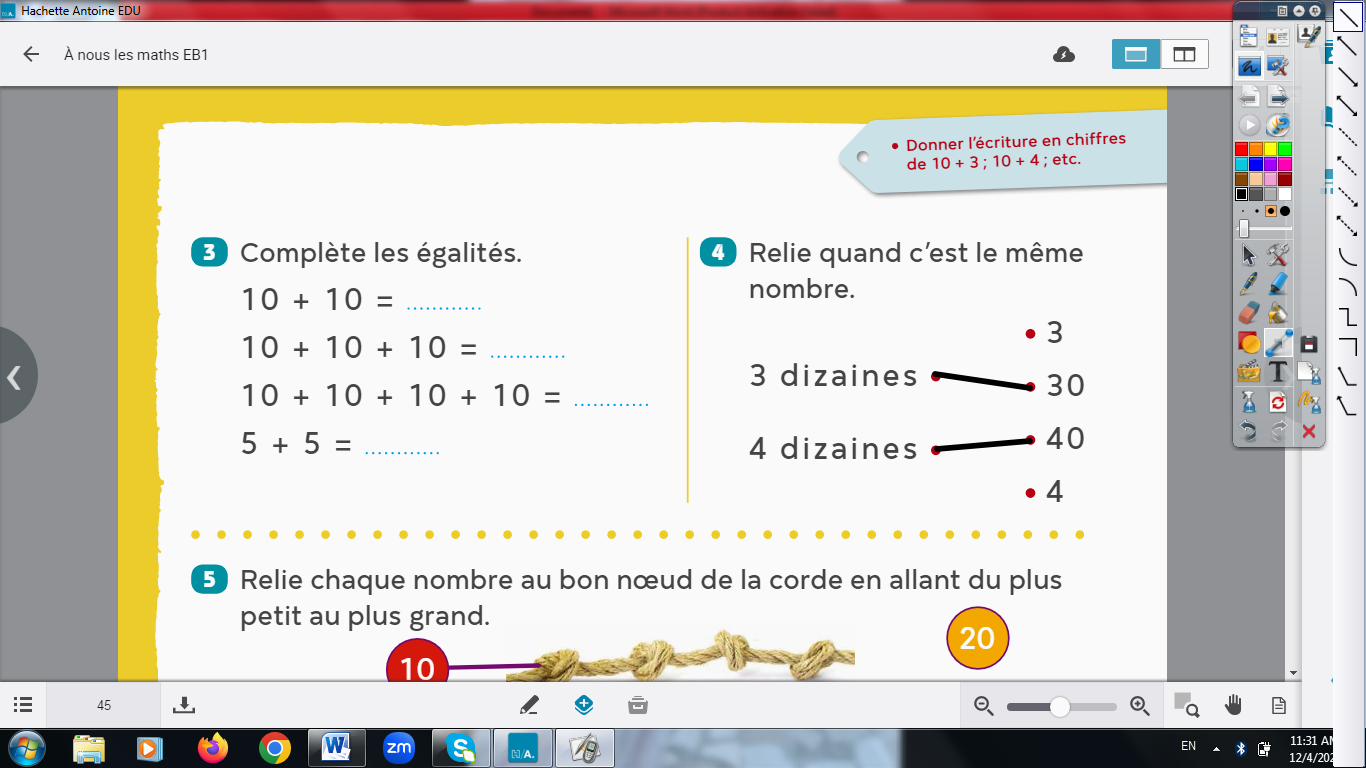 Hachette Antoine EDU
À nous les maths EB1
• Donner l'écriture en chiffres
de 10 + 3 ; 10 + 4 ; etc.
3 Complète les égalités.
10 + 10 = ............
10 + 10 + 10 = ............
10 + 10 + 10 + 10 = ............
5 + 5 = ............
4 Relie quand c'est le même
nombre.
3 dizaines
4 dizaines
• 3
30
40
• 4
5 Relie chaque nombre au bon nœud de la corde en allant du plus
petit au plus grand.
10
20
45
EN
11:31 AM